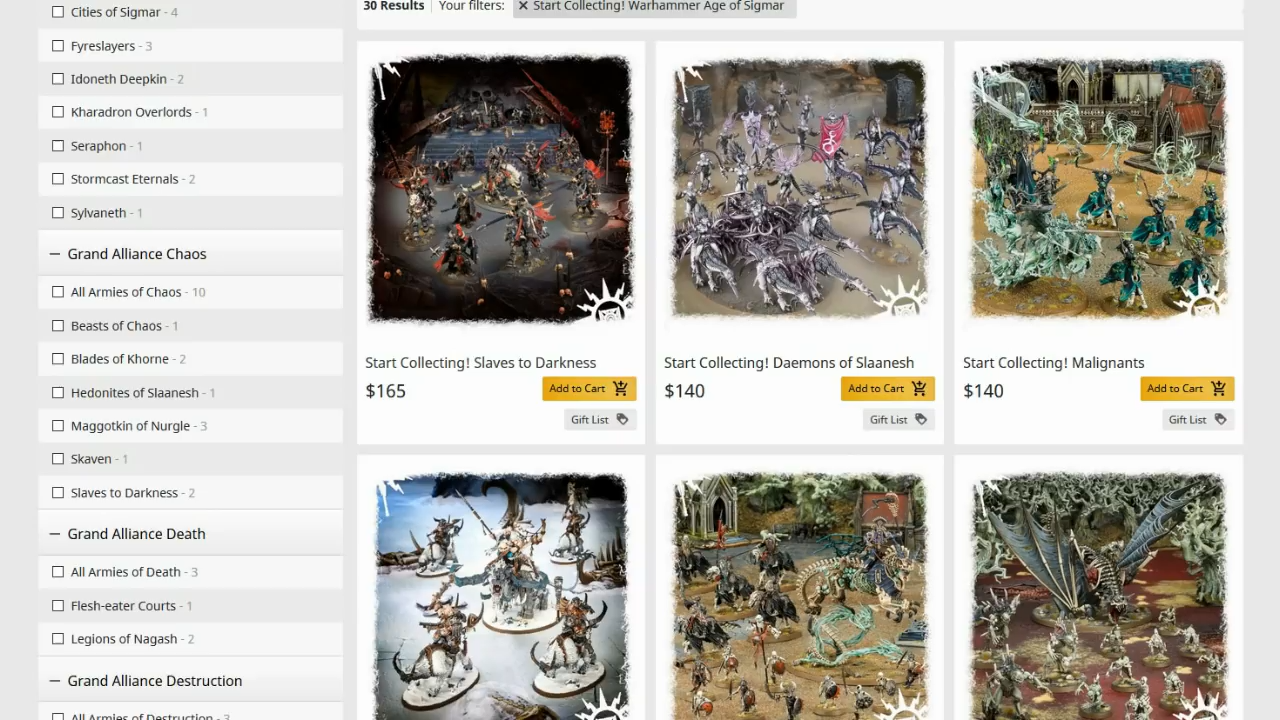 Cities of Sigmar - 4
Fyreslayers - 3
Idoneth Deepkin - 2
Kharadron Overlords - 1
Seraphon - 1
Stormcast Eternals - 2
Sylvaneth - 1
— Grand Alliance Chaos
All Armies of Chaos - 10
Beasts of Chaos - 1
Blades of Khorne - 2
Hedonites of Slaanesh - 1
Maggotkin of Nurgle - 3
Skaven - 1
Slaves to Darkness - 2
— Grand Alliance Death
All Armies of Death - 3
Flesh-eater Courts - 1
Legions of Nagash - 2
— Grand Alliance Destruction
All Armies of Destruction - 3
30 Results Your filters: ✕ Start Collecting! Warhammer Age of Sigmar
Start Collecting! Slaves to Darkness
$165 Add to Cart
Gift List
Start Collecting! Daemons of Slaanesh
$140 Add to Cart
Gift List
Start Collecting! Malignants
$140 Add to Cart
Gift List